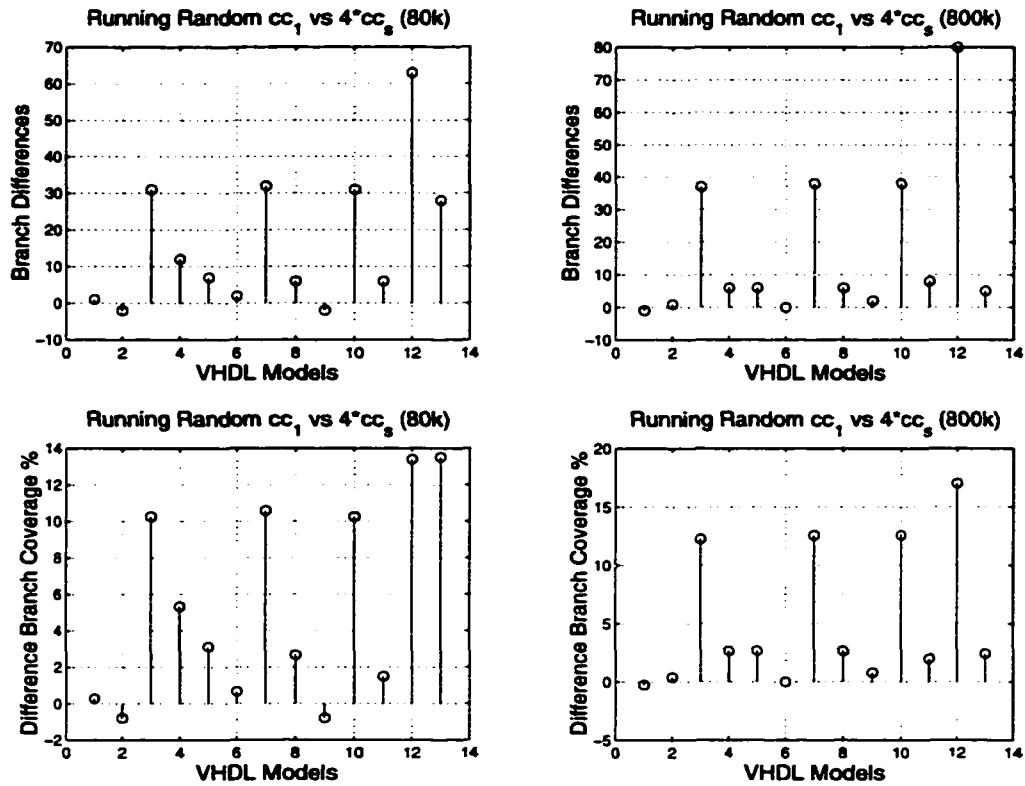 Running Random cc1 vs 4*ccs (80k)
70
60
50
40
30
20
10
0
−10
Branch Differences
0 2 4 6 8 10 12 14
VHDL Models
Running Random cc1 vs 4*ccs (800k)
80
70
60
50
40
30
20
10
0
−10
Branch Differences
0 2 4 6 8 10 12 14
VHDL Models
Running Random cc1 vs 4*ccs (80k)
14
12
10
8
6
4
2
0
−2
Difference Branch Coverage %
0 2 4 6 8 10 12 14
VHDL Models
Running Random cc1 vs 4*ccs (800k)
20
15
10
5
0
−5
Difference Branch Coverage %
0 2 4 6 8 10 12 14
VHDL Models